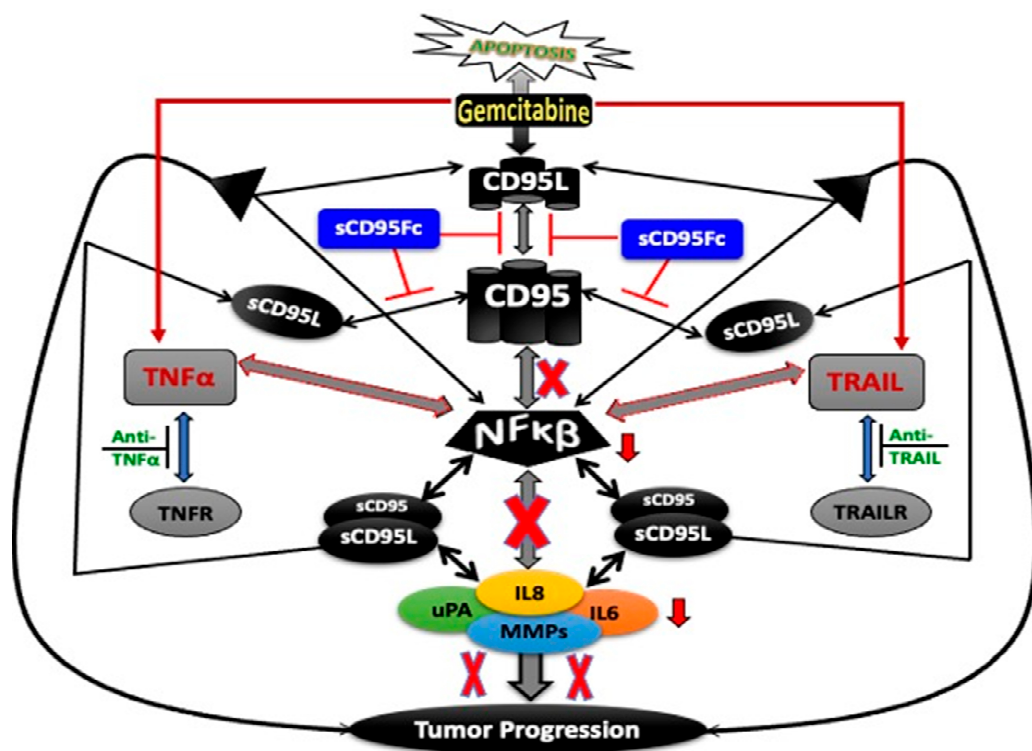 APOPTOSIS
Gemcitabine
CD95L
sCD95Fc
sCD95Fc
CD95
sCD95L
sCD95L
TNFα
TRAIL
NFκβ
Anti-
TNFα
Anti-
TRAIL
TNFR
sCD95
sCD95L
sCD95
sCD95L
TRAILR
IL8
uPA
IL6
MMPs
Tumor Progression